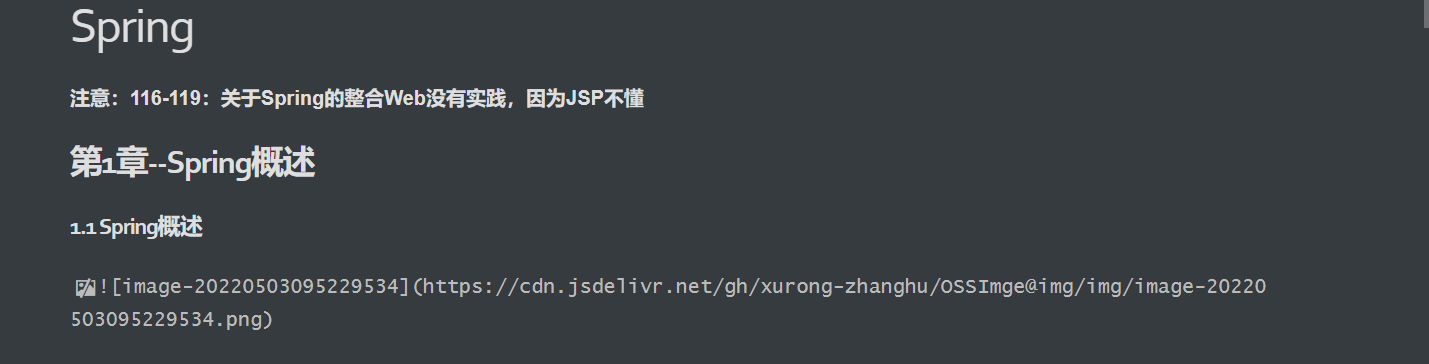 Spring
注意：116-119：关于Spring的整合Web没有实践，因为JSP不懂
第1章--Spring概述
1.1 Spring概述
![image-20220503095229534](https://cdn.jsdelivr.net/gh/xurong-zhanghu/OSSImge@img/img/image-20220
503095229534.png)